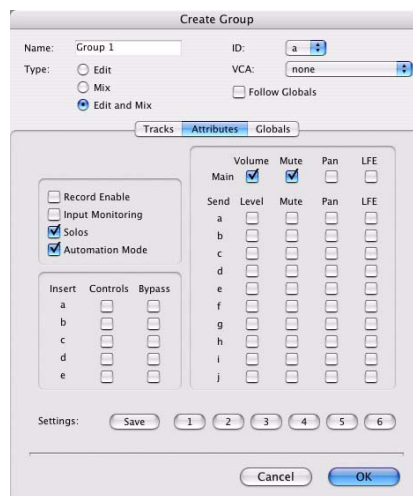 Create Group
Name: Group 1 ID: a
Type: Edit VCA: none
Mix Follow Globals
Edit and Mix
Tracks Attributes Globals
Volume Mute Pan LFE
Main
Record Enable
Input Monitoring
Solos
Automation Mode
Send Level Mute Pan LFE
a
b
c
d
e
f
g
h
i
j
Insert Controls Bypass
a
b
c
d
e
Settings: Save 1 2 3 4 5 6
Cancel OK